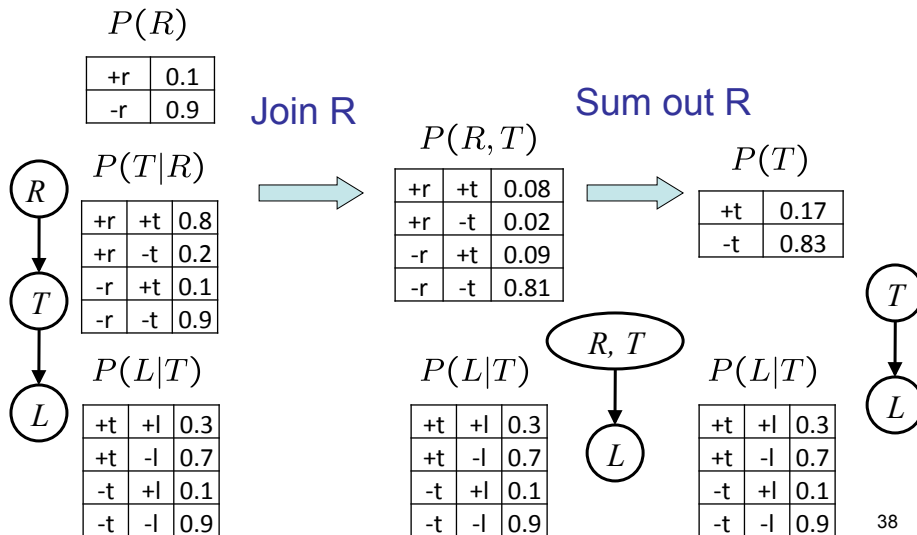 P(R)
+r 0.1
-r 0.9
Join R
Sum out R
P(T|R)
+r +t 0.8
+r -t 0.2
-r +t 0.1
-r -t 0.9
P(R, T)
+r +t 0.08
+r -t 0.02
-r +t 0.09
-r -t 0.81
P(T)
+t 0.17
-t 0.83
R
T
L
P(L|T)
+t +l 0.3
+t -l 0.7
-t +l 0.1
-t -l 0.9
P(L|T)
+t +l 0.3
+t -l 0.7
-t +l 0.1
-t -l 0.9
R, T
L
P(L|T)
+t +l 0.3
+t -l 0.7
-t +l 0.1
-t -l 0.9
T
L
38